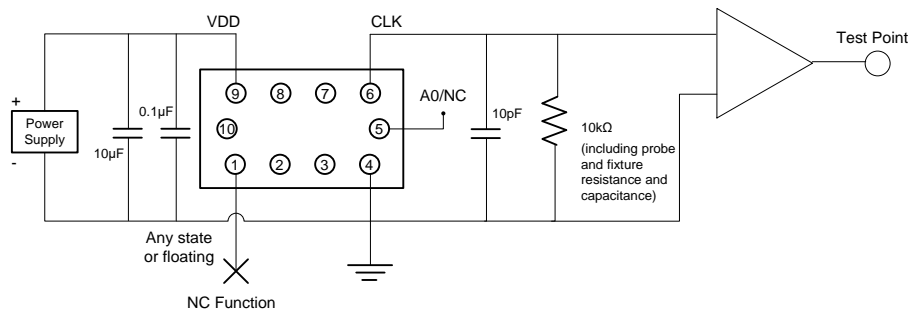 VDD
CLK
Test Point
+
Power
Supply
-
10µF
0.1µF
9
8
7
6
10
5
1
2
3
4
A0/NC
10pF
10kΩ
(including probe
and fixture
resistance and
capacitance)
Any state
or floating
NC Function